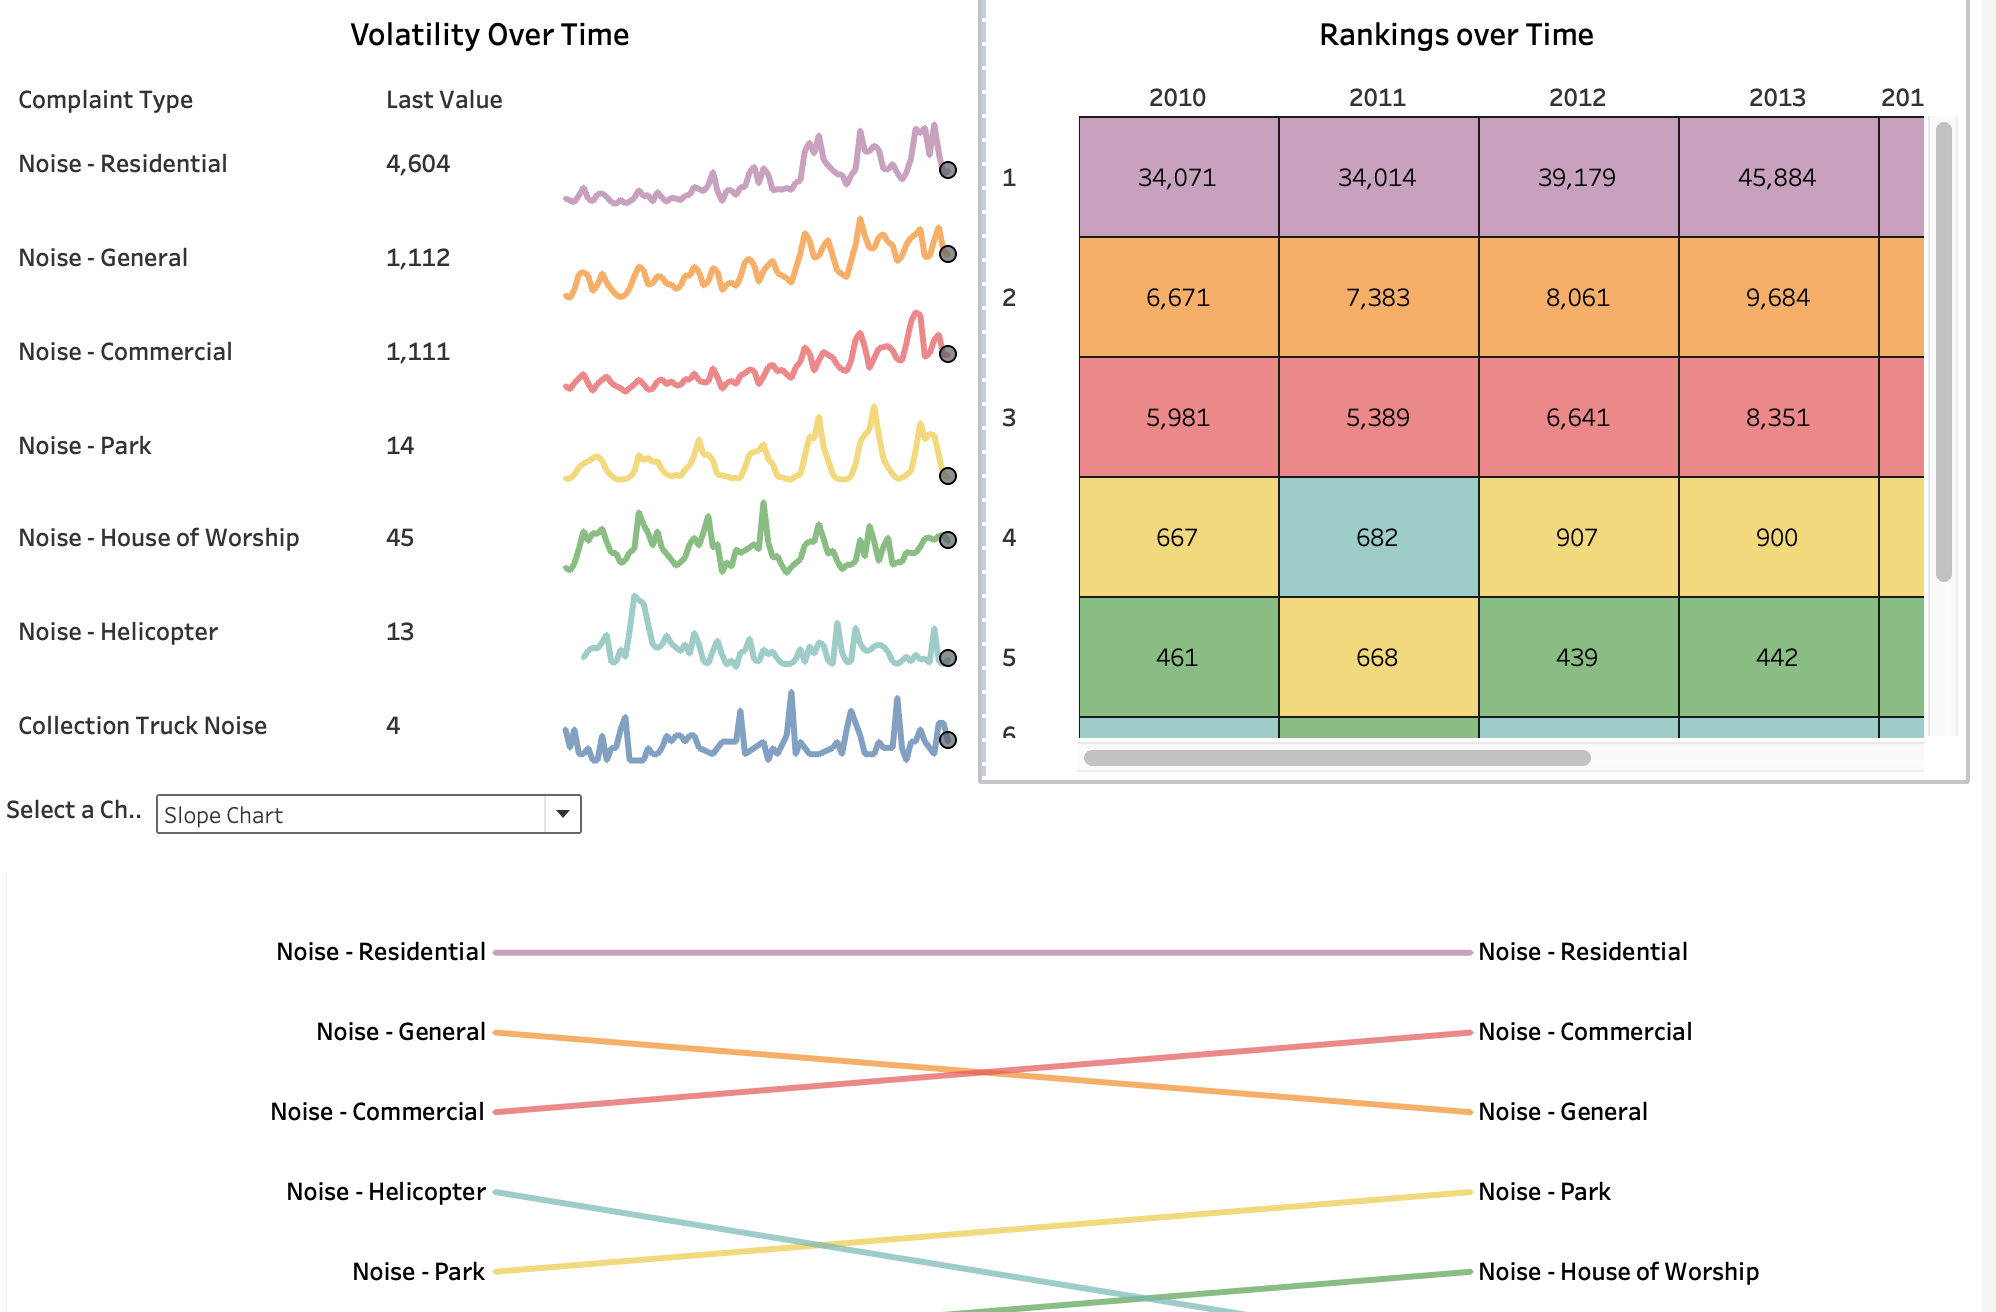 Volatility Over Time
Complaint Type Last Value
Noise - Residential 4,604
Noise - General 1,112
Noise - Commercial 1,111
Noise - Park 14
Noise - House of Worship 45
Noise - Helicopter 13
Collection Truck Noise 4
Rankings over Time
2010 2011 2012 2013 201
1 34,071 34,014 39,179 45,884
2 6,671 7,383 8,061 9,684
3 5,981 5,389 6,641 8,351
4 667 682 907 900
5 461 668 439 442
6
Select a Ch.. Slope Chart
Noise - Residential Noise - Residential
Noise - General Noise - Commercial
Noise - Commercial Noise - General
Noise - Helicopter Noise - Park
Noise - Park Noise - House of Worship